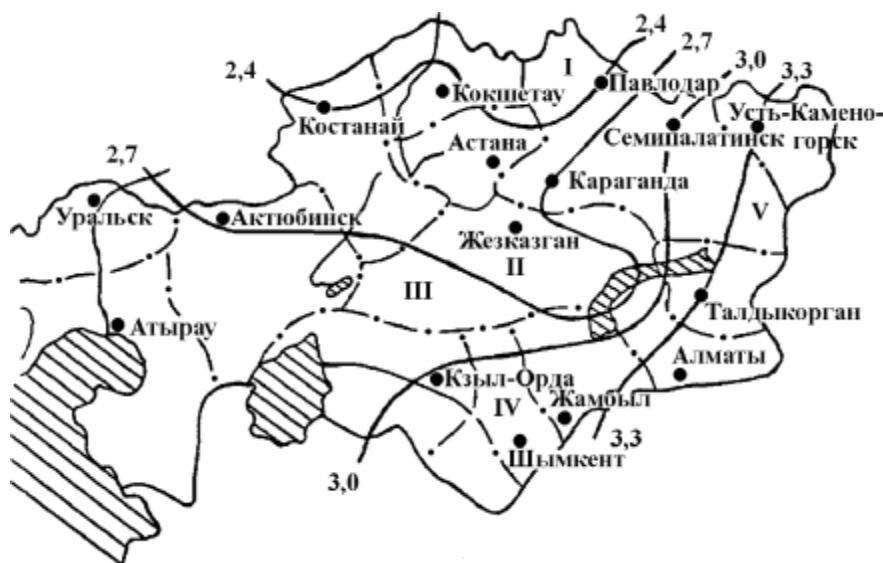 2,4
2,7
I
3,0
2,4
Павлодар
3,3
Кокшетау
Костанай
Усть-Камено-
горск
Семипалатинск
Астана
2,7
Караганда
Уральск
Актюбинск
V
Жезказган
II
III
Талдыкорган
Атырау
Алматы
Кзыл-Орда
Жамбыл
IV
3,3
Шымкент
3,0